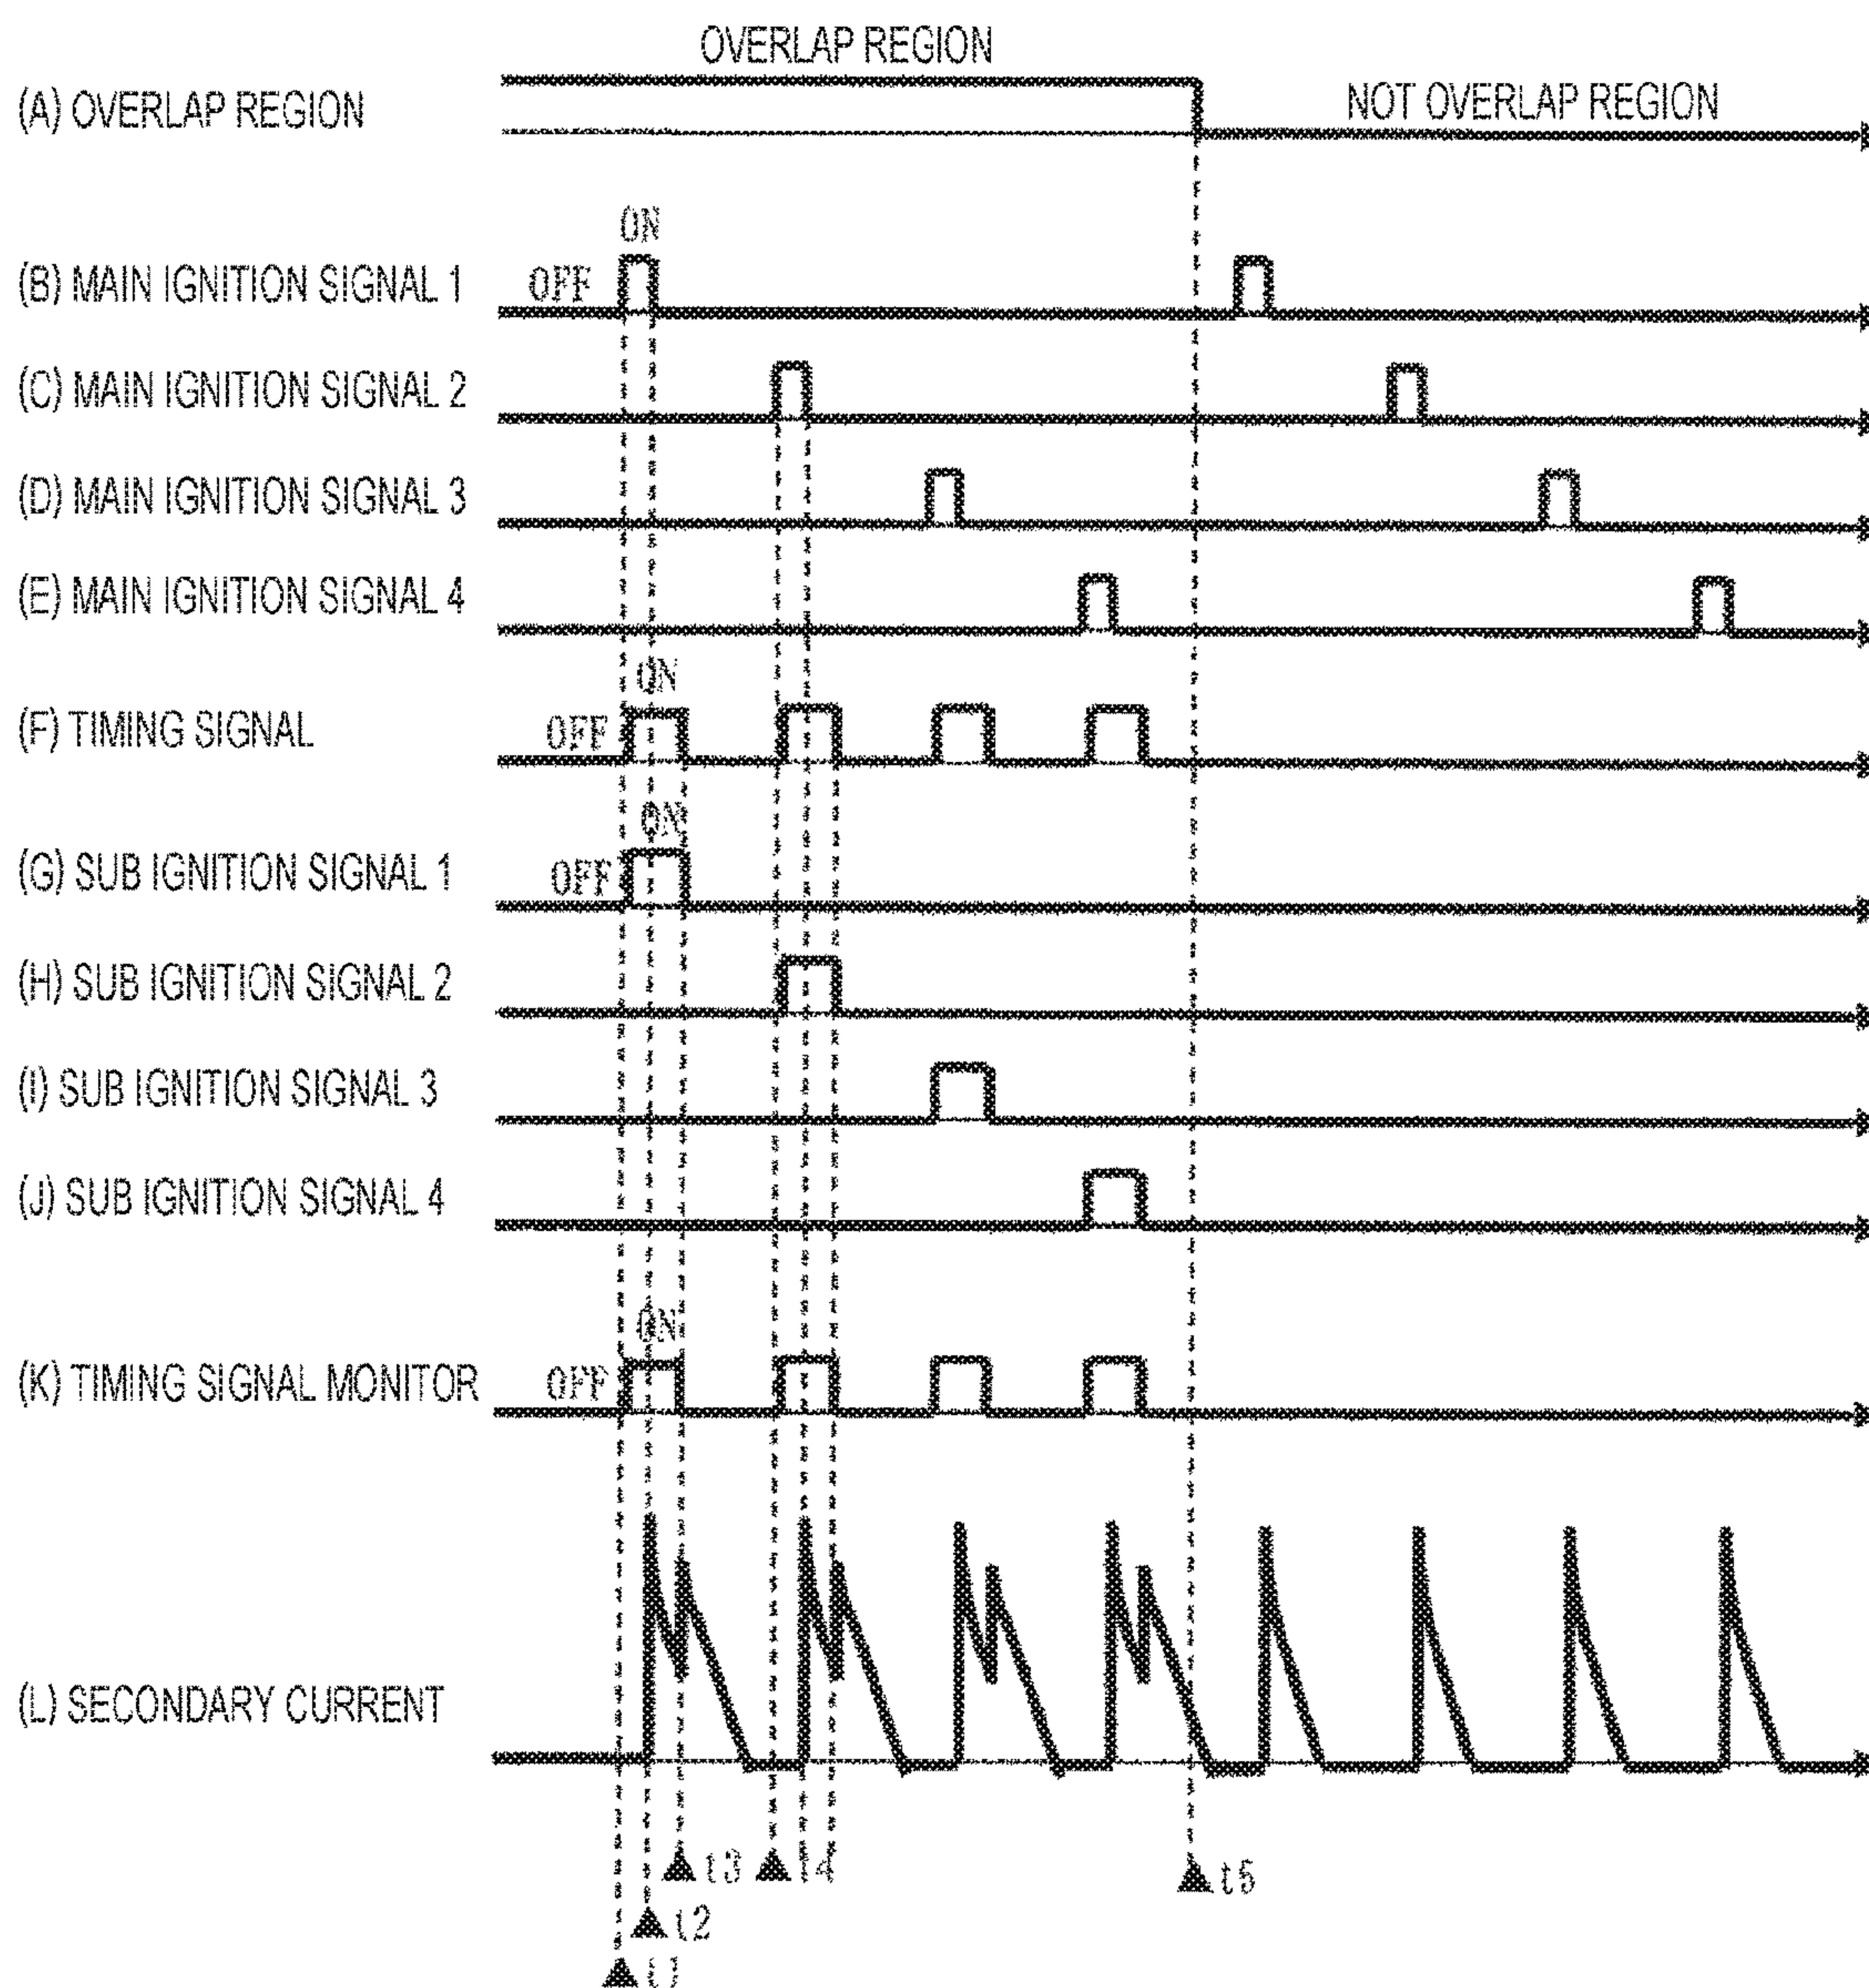 OVERLAP REGION
(A) OVERLAP REGION
NOT OVERLAP REGION
ON
(B) MAIN IGNITION SIGNAL 1
OFF
(C) MAIN IGNITION SIGNAL 2
(D) MAIN IGNITION SIGNAL 3
(E) MAIN IGNITION SIGNAL 4
ON
(F) TIMING SIGNAL
OFF
ON
(G) SUB IGNITION SIGNAL 1
OFF
(H) SUB IGNITION SIGNAL 2
(I) SUB IGNITION SIGNAL 3
(J) SUB IGNITION SIGNAL 4
ON
(K) TIMING SIGNAL MONITOR
OFF
(L) SECONDARY CURRENT
t3
t4
t5
t2
t1